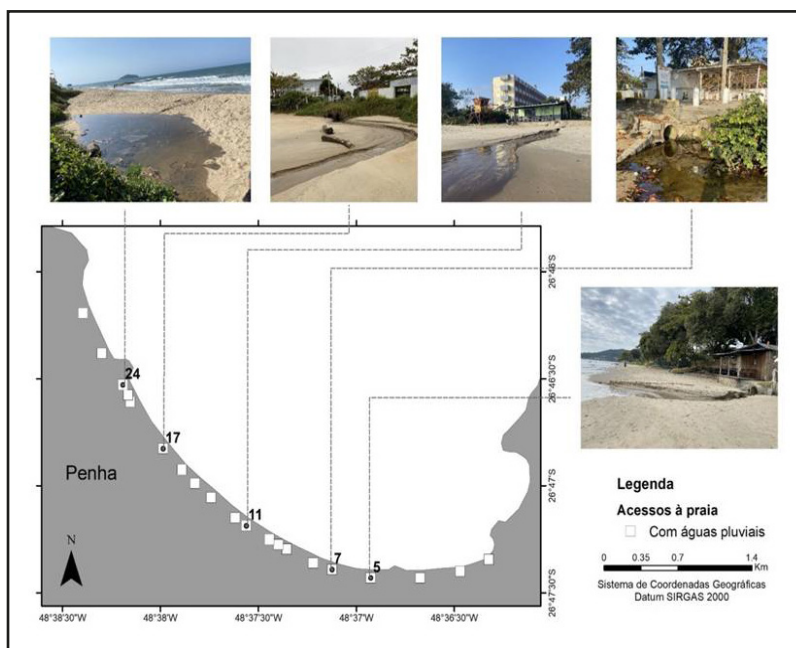 24
17
11
7
5
Penha
N
26°46'S
26°46'30"S
26°47'S
26°47'30"S
48°38'30"W
48°38'W
48°37'30"W
48°37'W
48°36'30"W
Legenda
Acessos à praia
Com águas pluviais
0 0.35 0.7 1.4
Km
Sistema de Coordenadas Geográficas
Datum SIRGAS 2000